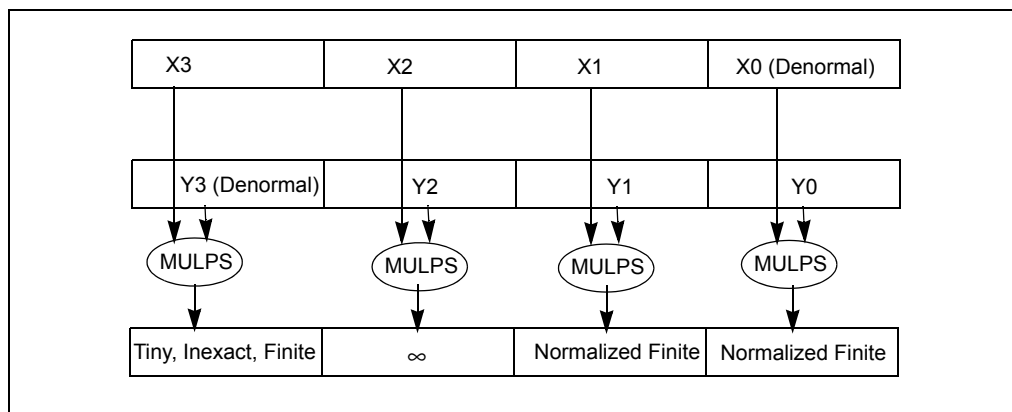 X3 X2 X1 X0 (Denormal)
Y3 (Denormal) Y2 Y1 Y0
MULPS MULPS MULPS MULPS
Tiny, Inexact, Finite ∞ Normalized Finite Normalized Finite